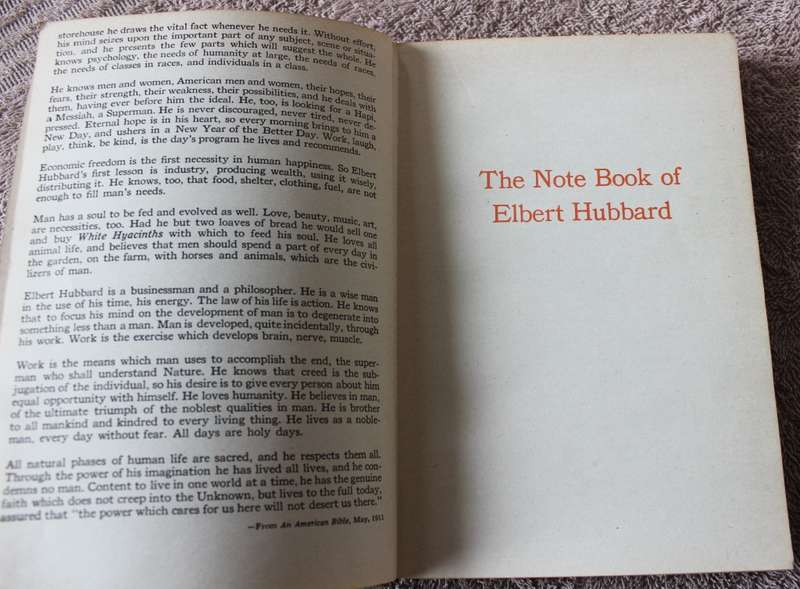 storehouse he draws the vital fact whenever he needs it. Without effort,
his mind seizes upon the important part of any subject, scene or situa-
tion, and he presents the few parts which will suggest the whole. He
knows psychology, the needs of humanity at large, the needs of races,
the needs of classes in races, and individuals in a class.
He knows men and women, American men and women, their hopes, their
fears, their strength, their weakness, their possibilities, and he deals with
them, having ever before him the ideal. He, too, is looking for a Hapi,
a Messiah, a Superman. He is never discouraged, never tired, never de-
pressed. Eternal hope is in his heart, so every morning brings to him a
New Day, and ushers in a New Year of the Better Day. Work, laugh,
play, think, be kind, is the day's program he lives and recommends.
Economic freedom is the first necessity in human happiness. So Elbert
Hubbard's first lesson is industry, producing wealth, using it wisely,
distributing it. He knows, too, that food, shelter, clothing, fuel, are not
enough to fill man's needs.
Man has a soul to be fed and evolved as well. Love, beauty, music, art,
are necessities, too. Had he but two loaves of bread he would sell one
and buy White Hyacinths with which to feed his soul. He loves all
animal life, and believes that men should spend a part of every day in
the garden, on the farm, with horses and animals, which are the civi-
lizers of man.
Elbert Hubbard is a businessman and a philosopher. He is a wise man
in the use of his time, his energy. The law of his life is action. He knows
that to focus his mind on the development of man is to degenerate into
something less than a man. Man is developed, quite incidentally, through
his work. Work is the exercise which develops brain, nerve, muscle.
Work is the means which man uses to accomplish the end, the super-
man who shall understand Nature. He knows that creed is the sub-
jugation of the individual, so his desire is to give every person about him
equal opportunity with himself. He loves humanity. He believes in man,
of the ultimate triumph of the noblest qualities in man. He is brother
to all mankind and kindred to every living thing. He lives as a noble-
man, every day without fear. All days are holy days.
All natural phases of human life are sacred, and he respects them all.
Through the power of his imagination he has lived all lives, and he con-
demns no man. Content to live in one world at a time, he has the genuine
faith which does not creep into the Unknown, but lives to the full today,
assured that "the power which cares for us here will not desert us there."
—From An American Bible, May, 1911
The Note Book of
Elbert Hubbard